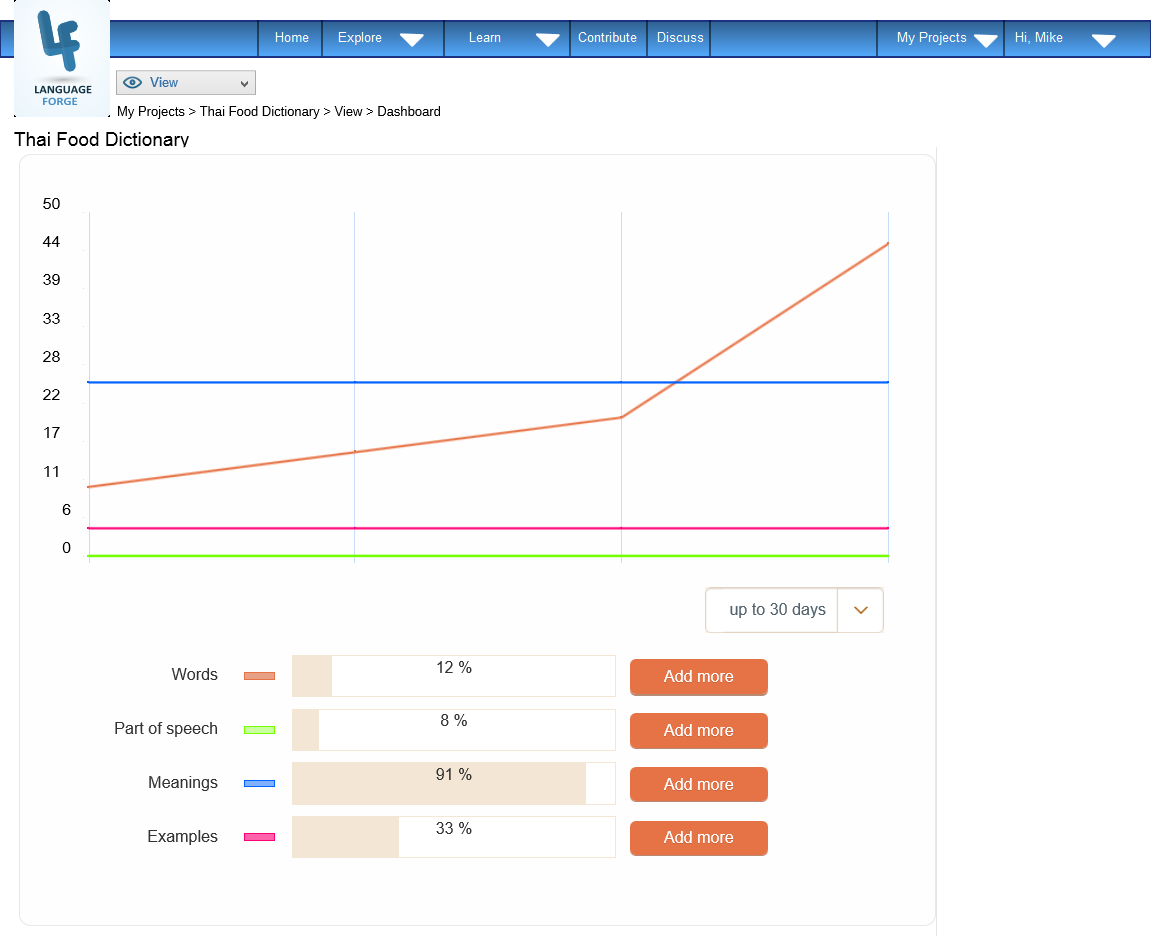 LANGUAGE
FORGE
Home Explore Learn Contribute Discuss My Projects Hi, Mike
View
My Projects > Thai Food Dictionary > View > Dashboard
Thai Food Dictionary
50
44
39
33
28
22
17
11
6
0
up to 30 days
Words 12 % Add more
Part of speech 8 % Add more
Meanings 91 % Add more
Examples 33 % Add more